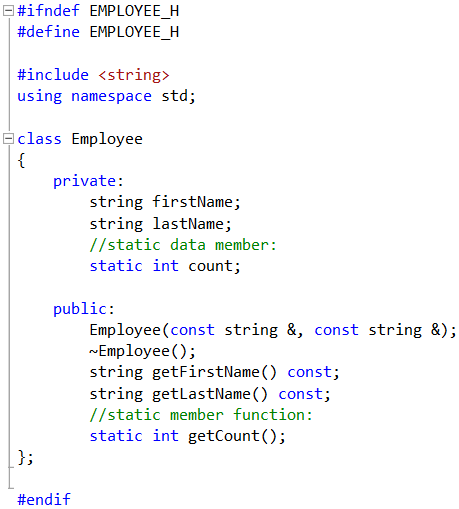 #ifndef EMPLOYEE_H
#define EMPLOYEE_H

#include <string>
using namespace std;

class Employee
{
    private:
        string firstName;
        string lastName;
        //static data member:
        static int count;

    public:
        Employee(const string &, const string &);
        ~Employee();
        string getFirstName() const;
        string getLastName() const;
        //static member function:
        static int getCount();
};

#endif